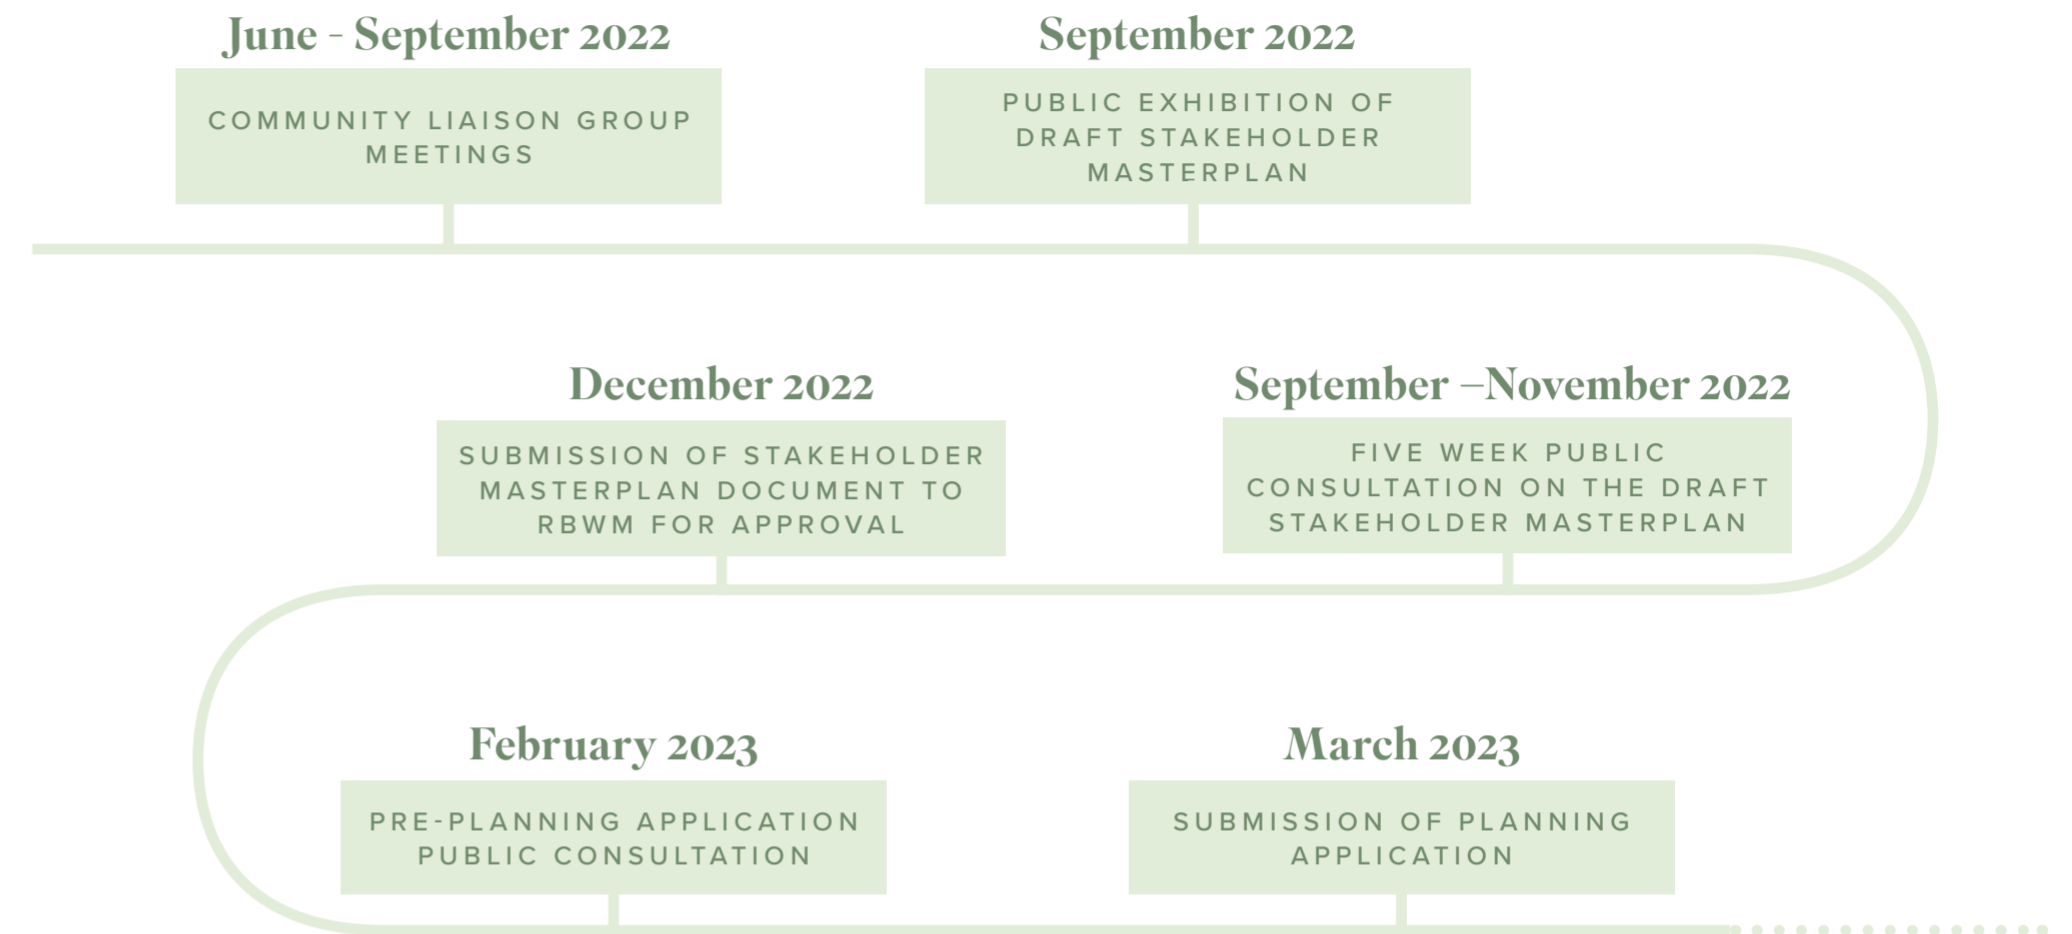 June - September 2022
COMMUNITY LIAISON GROUP
MEETINGS
September 2022
PUBLIC EXHIBITION OF
DRAFT STAKEHOLDER
MASTERPLAN
September –November 2022
FIVE WEEK PUBLIC
CONSULTATION ON THE DRAFT
STAKEHOLDER MASTERPLAN
December 2022
SUBMISSION OF STAKEHOLDER
MASTERPLAN DOCUMENT TO
RBWM FOR APPROVAL
February 2023
PRE-PLANNING APPLICATION
PUBLIC CONSULTATION
March 2023
SUBMISSION OF PLANNING
APPLICATION